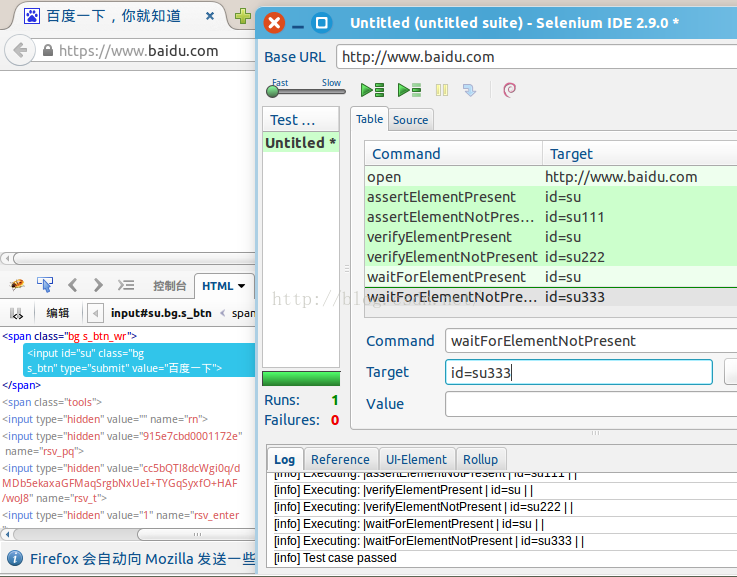 百度一下，你就知道
https://www.baidu.com
Untitled (untitled suite) - Selenium IDE 2.9.0 *
Base URL http://www.baidu.com
Fast Slow
Test ...
Untitled *
Table Source
Command Target
open http://www.baidu.com
assertElementPresent id=su
assertElementNotPres... id=su111
verifyElementPresent id=su
verifyElementNotPresent id=su222
waitForElementPresent id=su
waitForElementNotPre... id=su333
Command waitForElementNotPresent
Target id=su333
Value
Runs: 1
Failures: 0
控制台 HTML
编辑 input#su.bg.s_btn < span
<span class="bg s_btn_wr">
<input id="su" class="bg
s_btn" type="submit" value="百度一下">
</span>
<span class="tools">
<input type="hidden" value="" name="rn">
<input type="hidden" value="915e7cbd0001172e"
name="rsv_pq">
<input type="hidden" value="cc5bQTl8dcWgi0q/d
MDb5ekaxaGFMaqSrgbNxUeI+TYGqSyxfO+HAF
/woJ8" name="rsv_t">
<input type="hidden" value="1" name="rsv_enter
">
Firefox 会自动向 Mozilla 发送一些
Log Reference UI-Element Rollup
[info] Executing: |assertElementNotPresent | id=su111 | |
[info] Executing: |verifyElementPresent | id=su | |
[info] Executing: |verifyElementNotPresent | id=su222 | |
[info] Executing: |waitForElementPresent | id=su | |
[info] Executing: |waitForElementNotPresent | id=su333 | |
[info] Test case passed